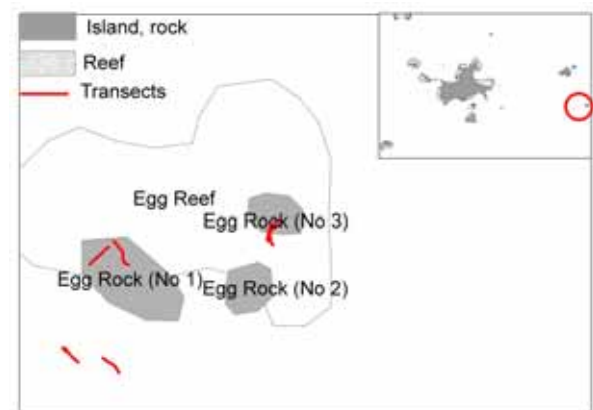 Island, rock
Reef
Transects
Egg Reef
Egg Rock (No 3)
Egg Rock (No 1)
Egg Rock (No 2)